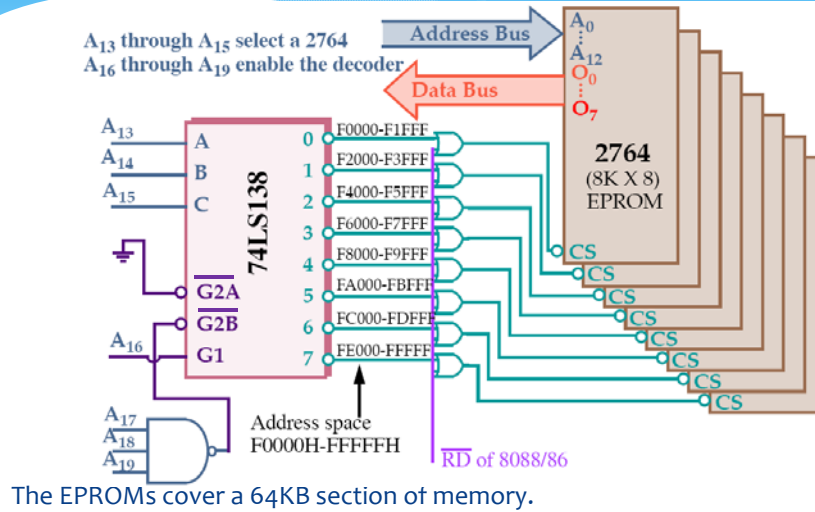 A13 through A15 select a 2764
A16 through A19 enable the decoder
Address Bus
Data Bus
A0
A12
O0
O7
2764
(8K X 8)
EPROM
A13
A14
A15
A
B
C
74LS138
G2A
G2B
G1
A16
A17
A18
A19
0 F0000-F1FFF
1 F2000-F3FFF
2 F4000-F5FFF
3 F6000-F7FFF
4 F8000-F9FFF
5 FA000-FBFFF
6 FC000-FDFFF
7 FE000-FFFFF
CS
CS
CS
CS
CS
CS
CS
CS
Address space
F0000H-FFFFFH
RD of 8088/86
The EPROMs cover a 64KB section of memory.